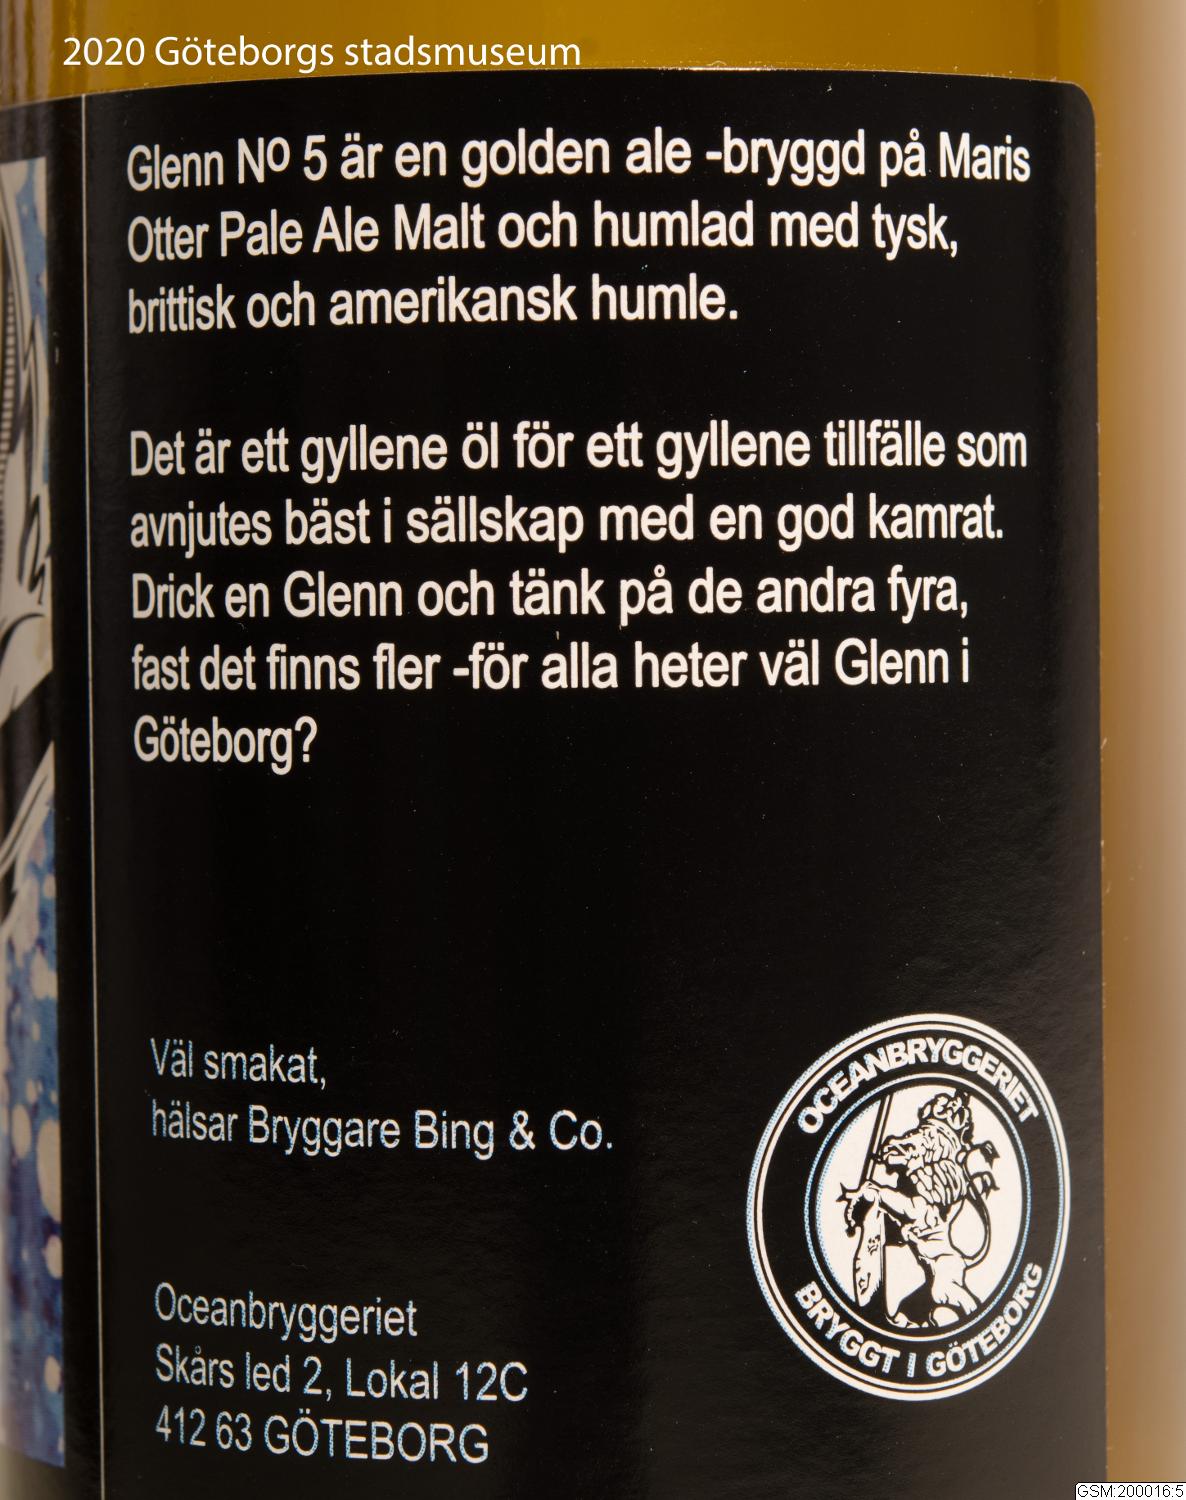 2020 Göteborgs stadsmuseum
Glenn Nº 5 är en golden ale -bryggd på Maris
Otter Pale Ale Malt och humlad med tysk,
brittisk och amerikansk humle.
Det är ett gyllene öl för ett gyllene tillfälle som
avnjutes bäst i sällskap med en god kamrat.
Drick en Glenn och tänk på de andra fyra,
fast det finns fler -för alla heter väl Glenn i
Göteborg?
Väl smakat,
hälsar Bryggare Bing & Co.
OCEANBRYGGERIET
BRYGGT I GÖTEBORG
Oceanbryggeriet
Skårs led 2, Lokal 12C
412 63 GÖTEBORG
GSM:200016:5